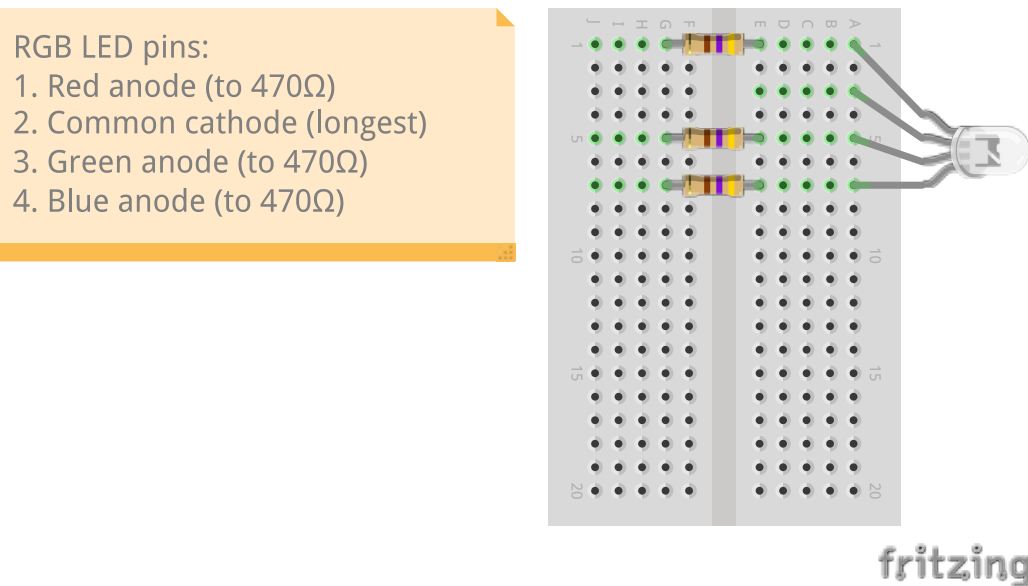 RGB LED pins:
1. Red anode (to 470Ω)
2. Common cathode (longest)
3. Green anode (to 470Ω)
4. Blue anode (to 470Ω)
J I H G F E D C B A
1 1
5 5
10 10
15 15
20 20
fritzing